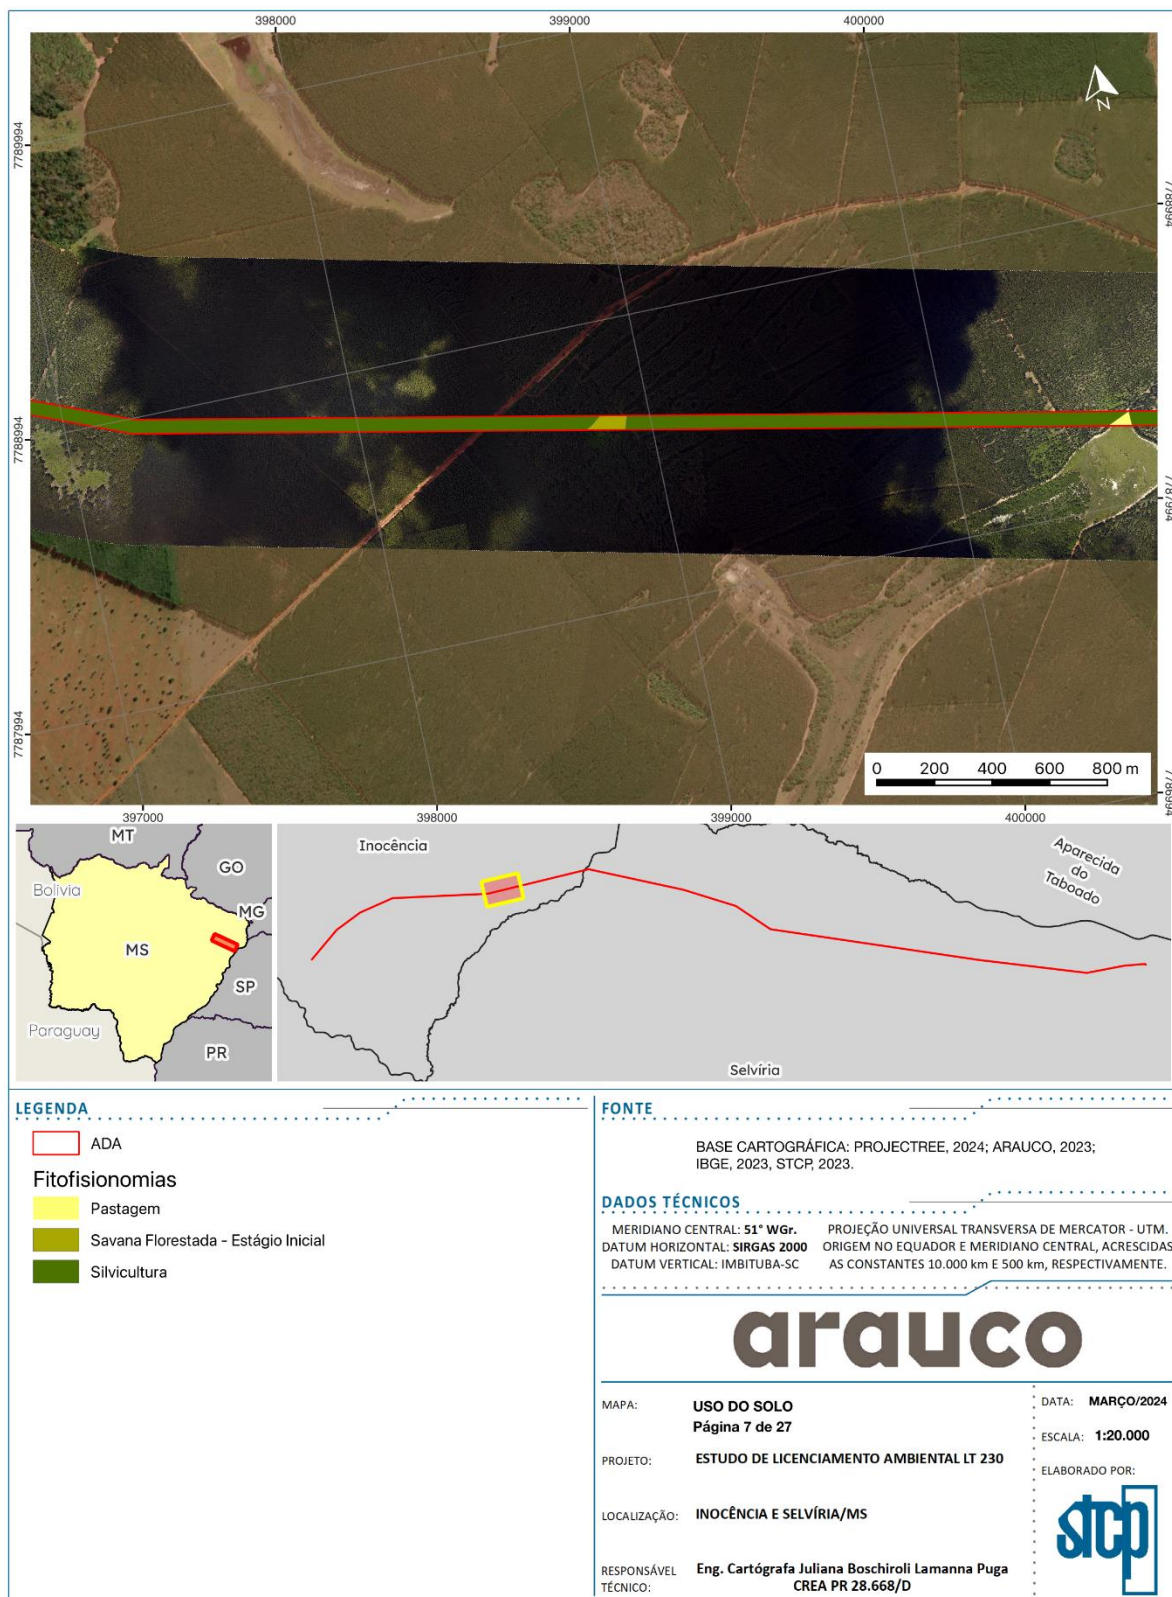 398000
399000
400000
7789994
7788994
7787994
7788994
7787994
7786994
N
0 200 400 600 800 m
397000
398000
399000
400000
MT
GO
Bolivia
MG
MS
SP
Paraguay
PR
Inocência
Aparecida
do
Taboado
Selvíria
LEGENDA
ADA
Fitofisionomias
Pastagem
Savana Florestada - Estágio Inicial
Silvicultura
FONTE
BASE CARTOGRÁFICA: PROJECTREE, 2024; ARAUCO, 2023;
IBGE, 2023, STCP, 2023.
DADOS TÉCNICOS
MERIDIANO CENTRAL: 51° WGr.
DATUM HORIZONTAL: SIRGAS 2000
DATUM VERTICAL: IMBITUBA-SC
PROJEÇÃO UNIVERSAL TRANSVERSA DE MERCATOR - UTM.
ORIGEM NO EQUADOR E MERIDIANO CENTRAL, ACRESCIDAS
AS CONSTANTES 10.000 km E 500 km, RESPECTIVAMENTE.
arauco
MAPA: USO DO SOLO
Página 7 de 27
PROJETO: ESTUDO DE LICENCIAMENTO AMBIENTAL LT 230
LOCALIZAÇÃO: INOCÊNCIA E SELVÍRIA/MS
RESPONSÁVEL TÉCNICO: Eng. Cartógrafa Juliana Boschiroli Lamanna Puga
CREA PR 28.668/D
DATA: MARÇO/2024
ESCALA: 1:20.000
ELABORADO POR:
stcp